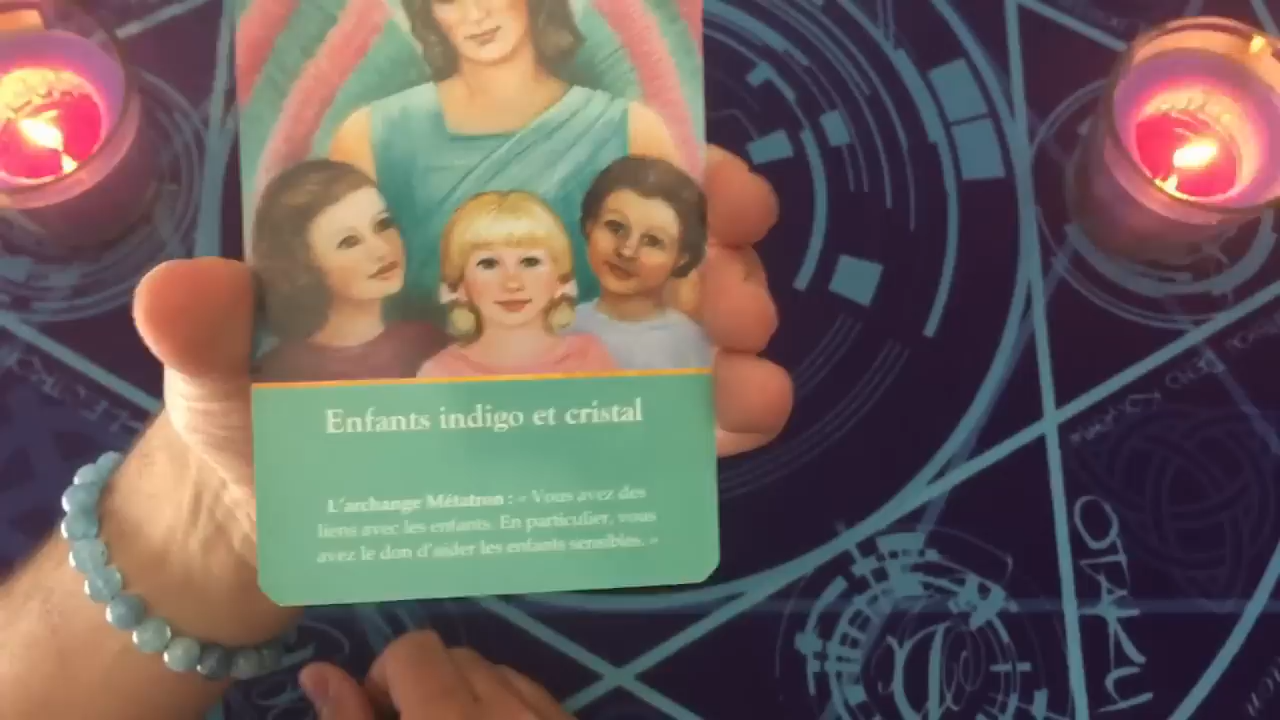 Enfants indigo et cristal
L'archange Métatron : « Vous avez des
liens avec les enfants. En particulier, vous
avez le don d'aider les enfants sensibles. »
OTAKU